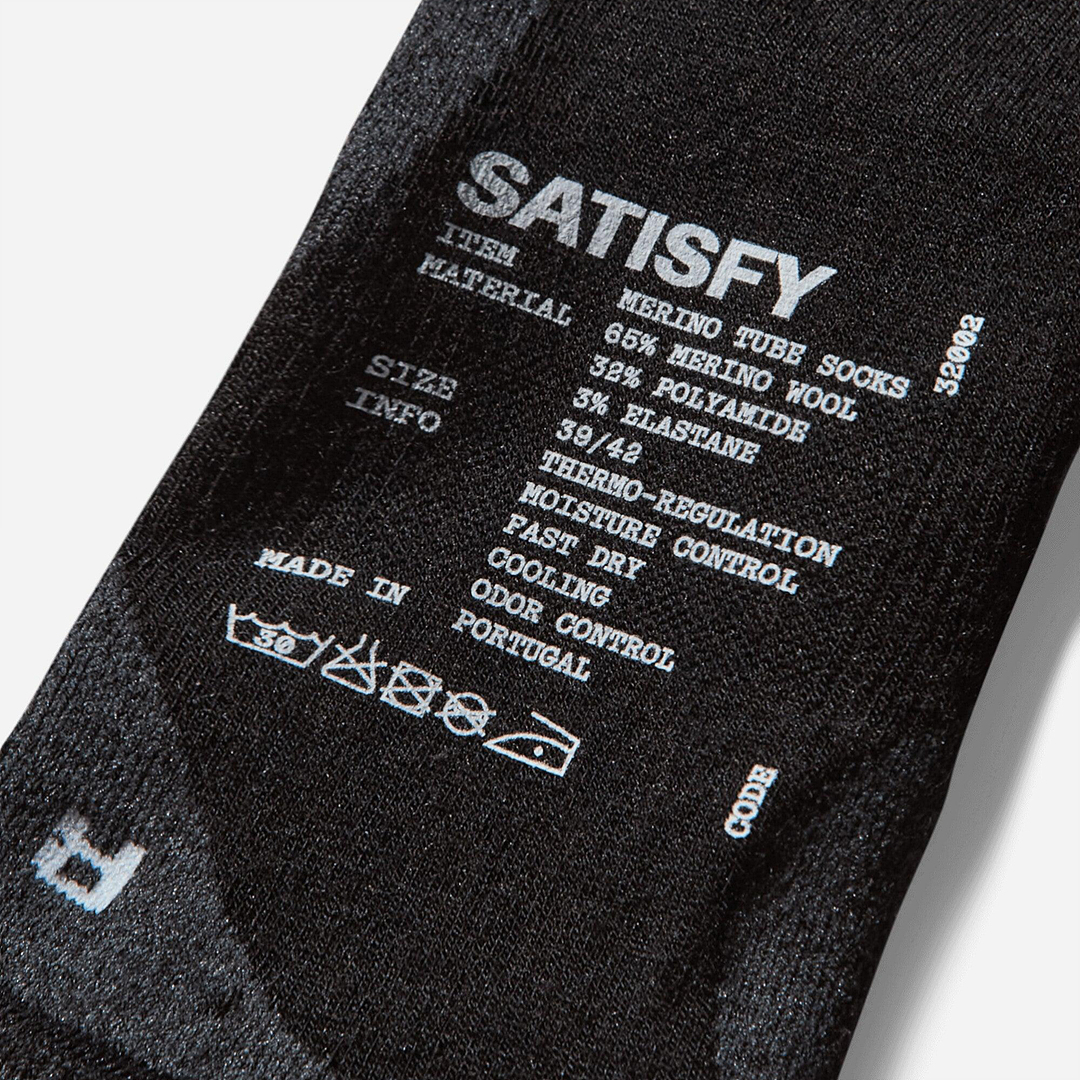 SATISFY
ITEM MERINO TUBE SOCKS
MATERIAL 65% MERINO WOOL
32% POLYAMIDE
3% ELASTANE
SIZE 39/42
INFO THERMO-REGULATION
MOISTURE CONTROL
FAST DRY
COOLING
ODOR CONTROL
MADE IN PORTUGAL
30
CODE 32002
R